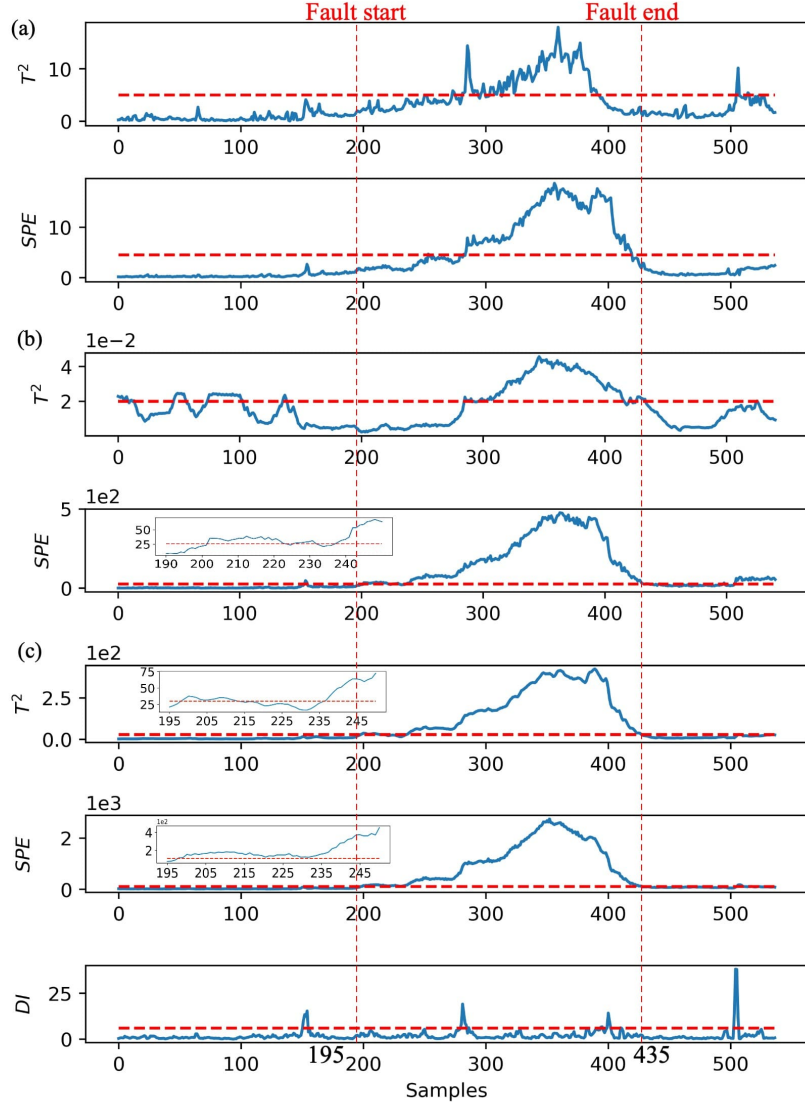 Fault start Fault end
(a)
T²
10
0
0 100 200 300 400 500
SPE
10
0
0 100 200 300 400 500
(b)
1e−2
T²
4
2
0 100 200 300 400 500
1e2
SPE
5
0
50
25
190 200 210 220 230 240
0 100 200 300 400 500
(c)
1e2
T²
2.5
0.0
75
50
25
195 205 215 225 235 245
0 100 200 300 400 500
1e3
SPE
2
0
1e2
4
2
195 205 215 225 235 245
0 100 200 300 400 500
DI
25
0
0 100 200 300 400 500
195 435
Samples